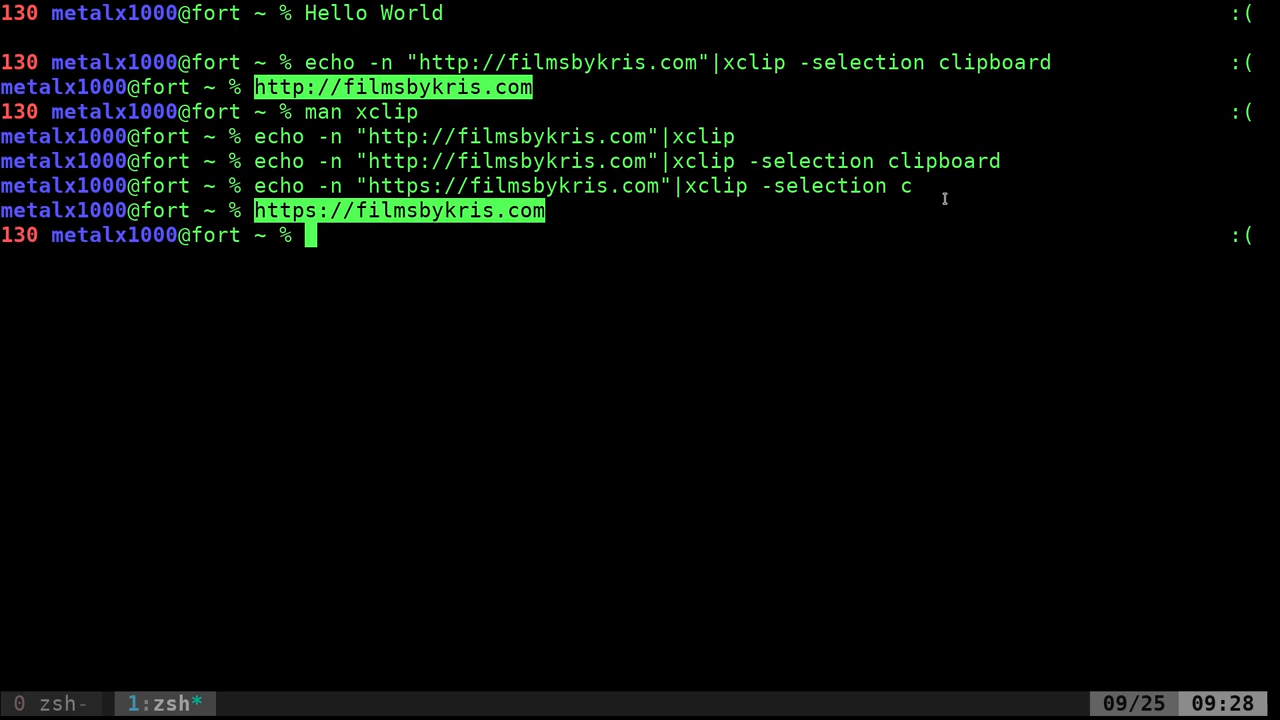 130 metalx1000@fort ~ % Hello World :(
130 metalx1000@fort ~ % echo -n "http://filmsbykris.com"|xclip -selection clipboard :(
metalx1000@fort ~ % http://filmsbykris.com
130 metalx1000@fort ~ % man xclip :(
metalx1000@fort ~ % echo -n "http://filmsbykris.com"|xclip
metalx1000@fort ~ % echo -n "http://filmsbykris.com"|xclip -selection clipboard
metalx1000@fort ~ % echo -n "https://filmsbykris.com"|xclip -selection c
metalx1000@fort ~ % https://filmsbykris.com
130 metalx1000@fort ~ % :(
0 zsh- 1:zsh* 09/25 09:28